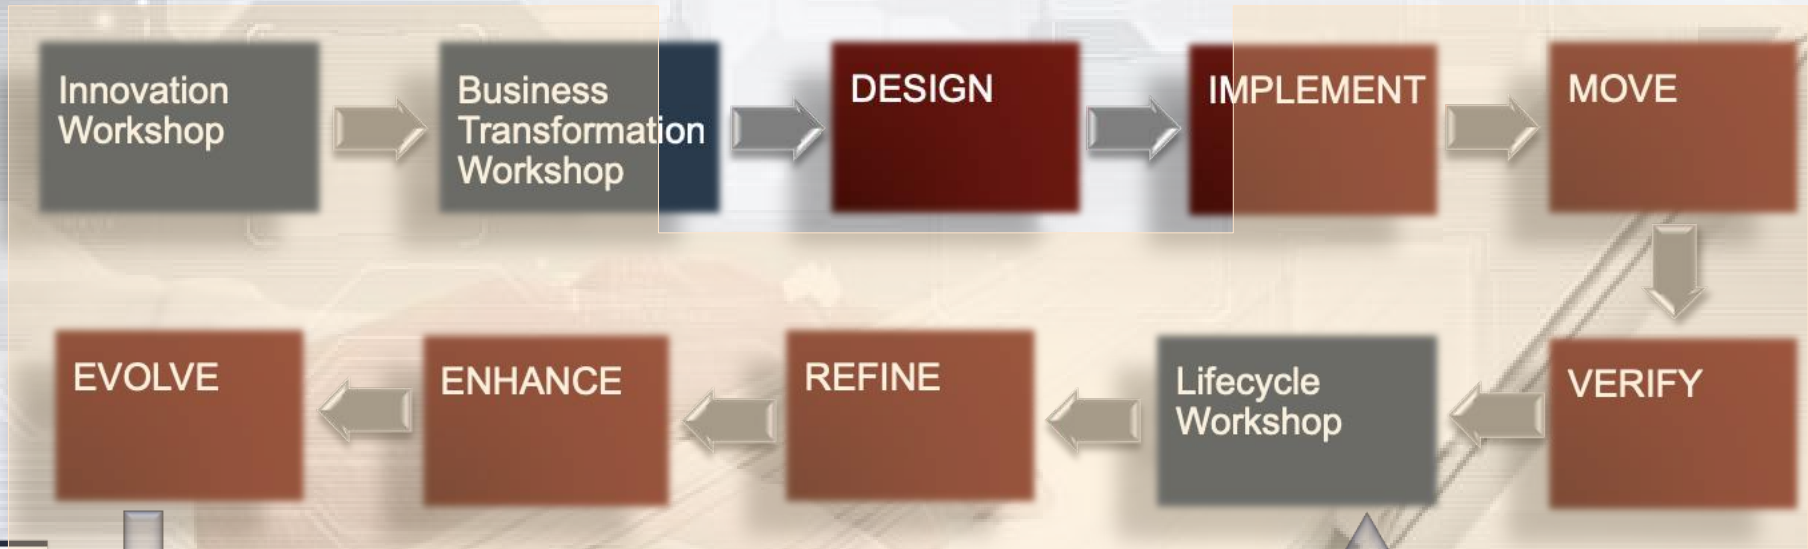 Innovation
Workshop
Business
Transformation
Workshop
DESIGN
IMPLEMENT
MOVE
EVOLVE
ENHANCE
REFINE
Lifecycle
Workshop
VERIFY